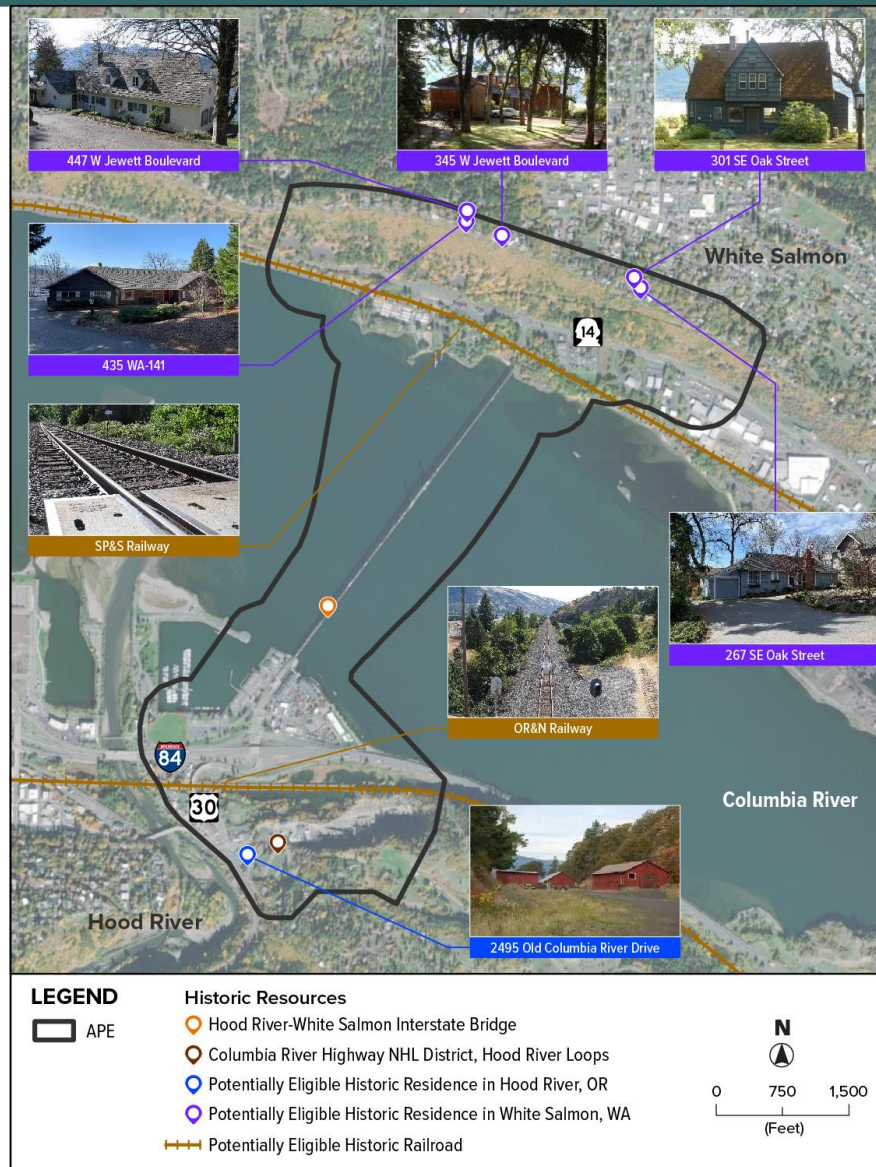 447 W Jewett Boulevard
345 W Jewett Boulevard
301 SE Oak Street
White Salmon
435 WA-141
14
SP&S Railway
267 SE Oak Street
OR&N Railway
INTERSTATE
84
30
Columbia River
Hood River
2495 Old Columbia River Drive
LEGEND
APE
Historic Resources
Hood River-White Salmon Interstate Bridge
Columbia River Highway NHL District, Hood River Loops
Potentially Eligible Historic Residence in Hood River, OR
Potentially Eligible Historic Residence in White Salmon, WA
Potentially Eligible Historic Railroad
N
0 750 1,500
(Feet)